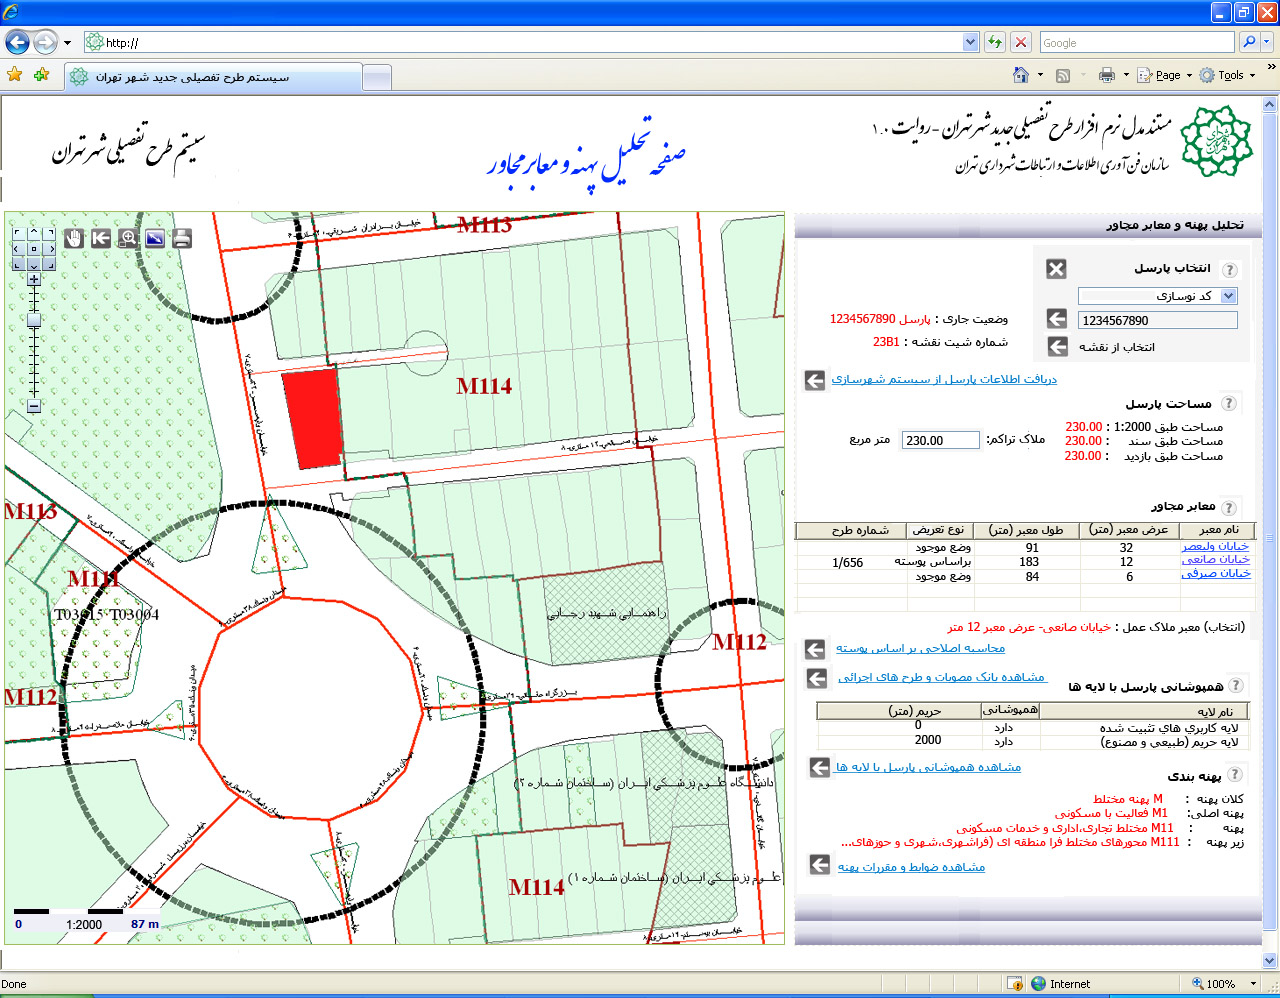 http://
Google
سیستم طرح تفصیلی جدید شهر تهران
Page
Tools
مستند مدل نرم افزار طرح تفصیلی جدید شهر تهران - روایت ۱.۰
سازمان فن آوری اطلاعات و ارتباطات شهرداری تهران
صفحه تحلیل پهنه و معابر مجاور
سیستم طرح تفصیلی شهر تهران
تحلیل پهنه و معابر مجاور
انتخاب پارسل
کد نوسازی
1234567890
انتخاب از نقشه
وضعیت جاری : پارسل 1234567890
شماره شیت نقشه : 23B1
دریافت اطلاعات پارسل از سیستم شهرسازی
مساحت پارسل
مساحت طبق 1:2000 : 230.00
مساحت طبق سند : 230.00
مساحت طبق بازدید : 230.00
ملاک تراکم: 230.00 متر مربع
معابر مجاور
نام معبر عرض معبر (متر) طول معبر (متر) نوع تعریض شماره طرح
خیابان ولیعصر 32 91 وضع موجود
خیابان صانعی 12 183 براساس پوسته 1/656
خیابان صیرفی 6 84 وضع موجود
(انتخاب) معبر ملاک عمل : خیابان صانعی- عرض معبر 12 متر
محاسبه اصلاحی بر اساس پوسته
مشاهده بانک مصوبات و طرح های اجرائی
همپوشانی پارسل با لایه ها
نام لایه همپوشانی حریم (متر)
لایه کاربری های تثبیت شده دارد 0
لایه حریم (طبیعی و مصنوع) دارد 2000
مشاهده همپوشانی پارسل با لایه ها
پهنه بندی
کلان پهنه : M پهنه مختلط
پهنه اصلی: M1 فعالیت با مسکونی
پهنه : M11 مختلط تجاری،اداری و خدمات مسکونی
زیر پهنه : M111 محورهای مختلط فرا منطقه ای (فراشهری،شهری و حوزهای...
مشاهده ضوابط و مقررات پهنه
M113
M114
M113
M111
T03015 T03004
M112
M112
M114
راهنمایی شهید رجایی
دانشگاه علوم پزشکی ایران (ساختمان شماره ۲)
علوم پزشکی ایران (ساختمان شماره ۱)
0
1:2000
87 m
Done
Internet
100%